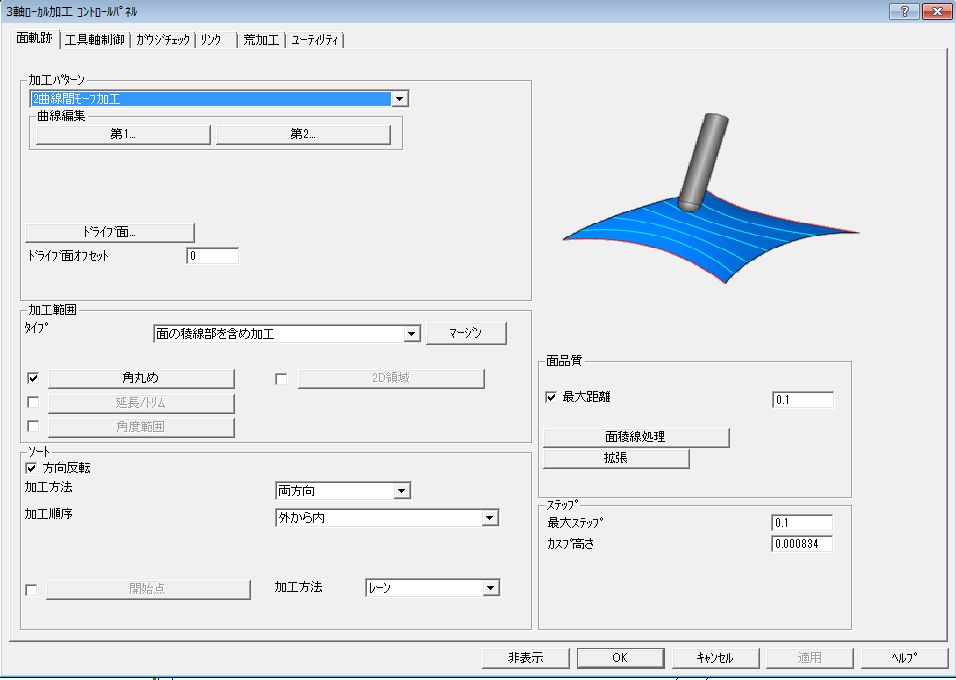 3軸ﾛｰｶﾙ加工 ｺﾝﾄﾛｰﾙﾊﾟﾈﾙ
面軌跡 工具軸制御 ｶﾞｳｼﾞﾁｪｯｸ ﾘﾝｸ 荒加工 ﾕｰﾃｨﾘﾃｨ
加工ﾊﾟﾀｰﾝ
2曲線間ﾓｰﾌ加工
曲線編集
第1... 第2...
ﾄﾞﾗｲﾌﾞ面...
ﾄﾞﾗｲﾌﾞ面ｵﾌｾｯﾄ 0
加工範囲
ﾀｲﾌﾟ
面の稜線部を含め加工 ﾏｰｼﾞﾝ
角丸め 2D領域
延長/ﾄﾘﾑ
角度範囲
ｿｰﾄ
方向反転
加工方法 両方向
加工順序 外から内
開始点 加工方法 ﾚｰﾝ
面品質
最大距離 0.1
面稜線処理
拡張
ｽﾃｯﾌﾟ
最大ｽﾃｯﾌﾟ 0.1
ｶｽﾌﾟ高さ 0.000834
非表示 OK ｷｬﾝｾﾙ 適用 ﾍﾙﾌﾟ